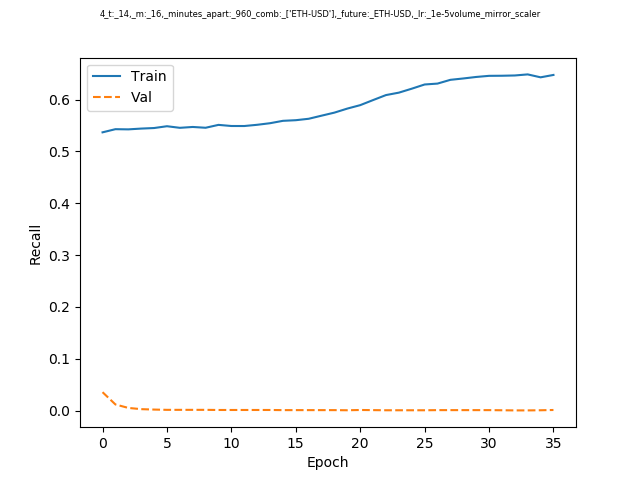 4_t:_14,_m:_16,_minutes_apart:_960_comb:_['ETH-USD'],_future:_ETH-USD,_lr:_1e-5volume_mirror_scaler
Train
Val
0.6
0.5
0.4
0.3
0.2
0.1
0.0
Recall
0 5 10 15 20 25 30 35
Epoch